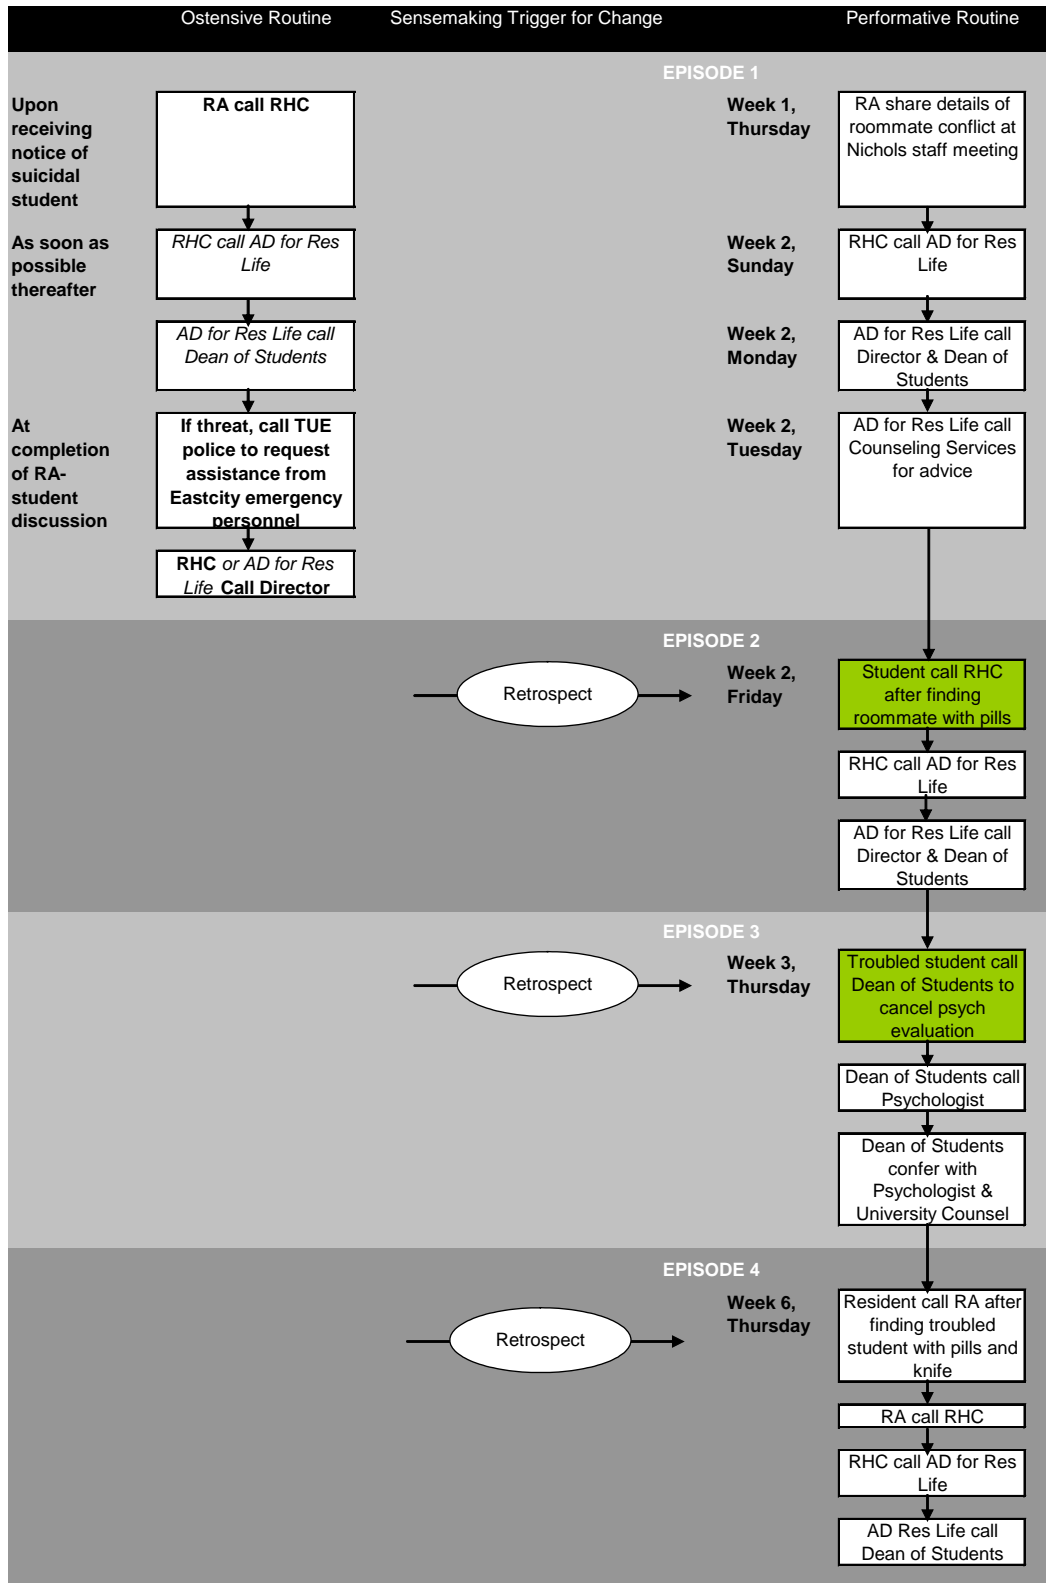 Ostensive Routine
Sensemaking Trigger for Change
Performative Routine
EPISODE 1
Upon
receiving
notice of
suicidal
student
RA call RHC
Week 1,
Thursday
RA share details of
roommate conflict at
Nichols staff meeting
As soon as
possible
thereafter
RHC call AD for Res
Life
Week 2,
Sunday
RHC call AD for Res
Life
AD for Res Life call
Dean of Students
Week 2,
Monday
AD for Res Life call
Director & Dean of
Students
At
completion
of RA-
student
discussion
If threat, call TUE
police to request
assistance from
Eastcity emergency
personnel
Week 2,
Tuesday
AD for Res Life call
Counseling Services
for advice
RHC or AD for Res
Life Call Director
EPISODE 2
Retrospect
Week 2,
Friday
Student call RHC
after finding
roommate with pills
RHC call AD for Res
Life
AD for Res Life call
Director & Dean of
Students
EPISODE 3
Retrospect
Week 3,
Thursday
Troubled student call
Dean of Students to
cancel psych
evaluation
Dean of Students call
Psychologist
Dean of Students
confer with
Psychologist &
University Counsel
EPISODE 4
Retrospect
Week 6,
Thursday
Resident call RA after
finding troubled
student with pills and
knife
RA call RHC
RHC call AD for Res
Life
AD Res Life call
Dean of Students